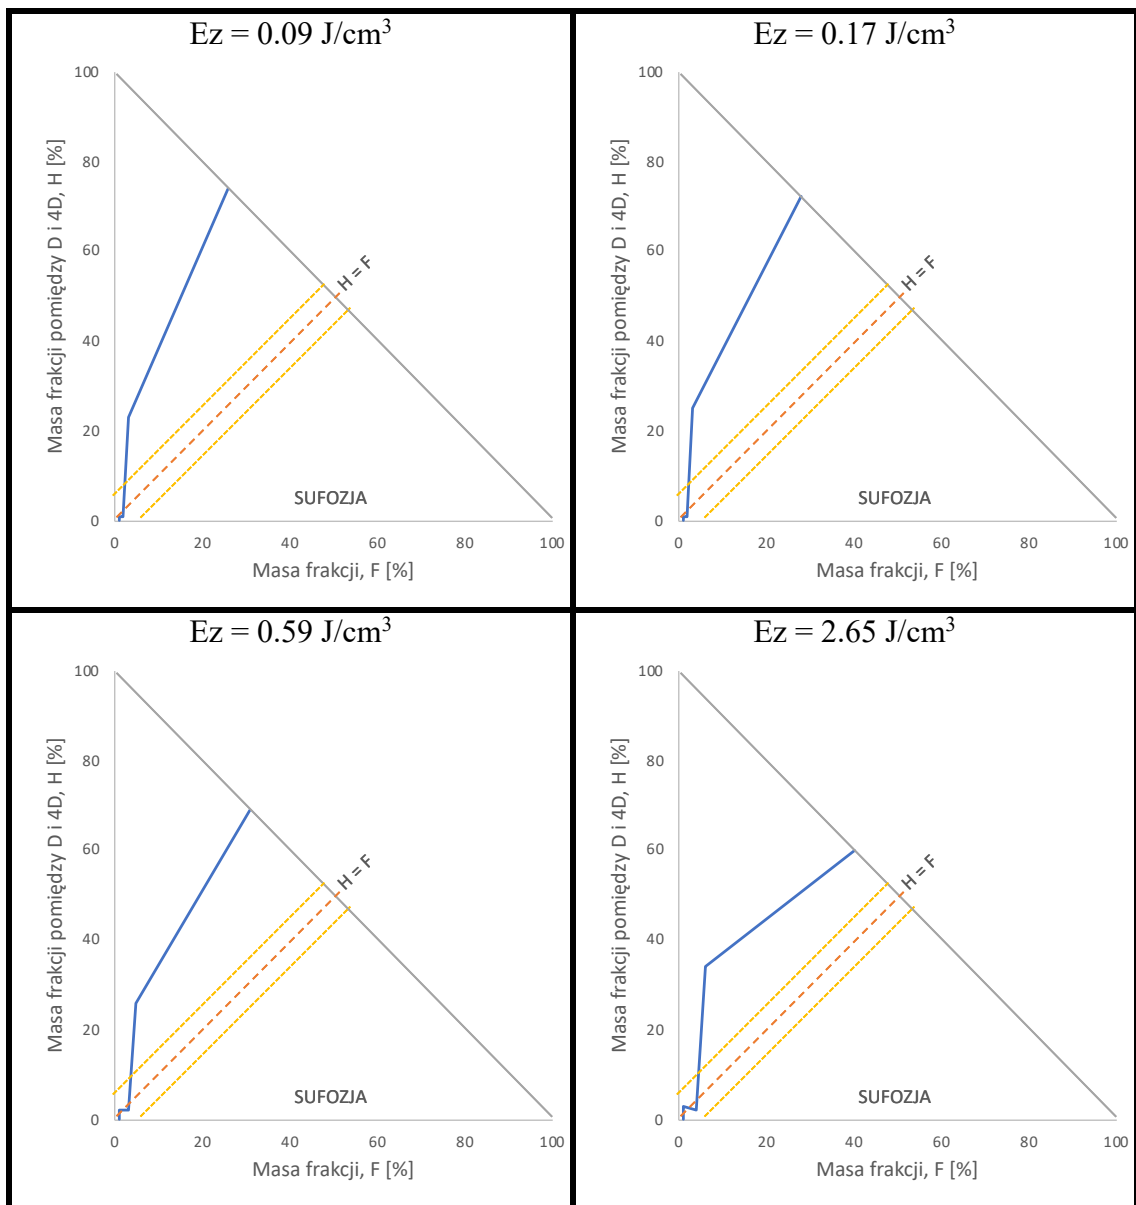 Ez = 0.09 J/cm³
Masa frakcji pomiędzy D i 4D, H [%]
100
80
60
40
20
0
H = F
SUFOZJA
0 20 40 60 80 100
Masa frakcji, F [%]
Ez = 0.17 J/cm³
Masa frakcji pomiędzy D i 4D, H [%]
100
80
60
40
20
0
H = F
SUFOZJA
0 20 40 60 80 100
Masa frakcji, F [%]
Ez = 0.59 J/cm³
Masa frakcji pomiędzy D i 4D, H [%]
100
80
60
40
20
0
H = F
SUFOZJA
0 20 40 60 80 100
Masa frakcji, F [%]
Ez = 2.65 J/cm³
Masa frakcji pomiędzy D i 4D, H [%]
100
80
60
40
20
0
H = F
SUFOZJA
0 20 40 60 80 100
Masa frakcji, F [%]